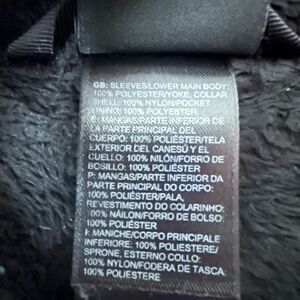 GB: SLEEVES/LOWER MAIN BODY
100% POLYESTER/YOKE, COLLAR
SHELL: 100% NYLON/POCKET
LINING: 100% POLYESTER
E: MANGAS/PARTE INFERIOR DE
LA PARTE PRINCIPAL DEL
CUERPO: 100% POLIÉSTER/TELA
EXTERIOR DEL CANESÚ Y EL
CUELLO: 100% NILÓN/FORRO DE
BOLSILLO: 100% POLIÉSTER
P: MANGAS/PARTE INFERIOR DA
PARTE PRINCIPAL DO CORPO:
100% POLIÉSTER/PALA,
REVESTIMENTO DO COLARINHO:
100% NÁILON/FORRO DE BOLSO:
100% POLIÉSTER
I: MANICHE/CORPO PRINCIPALE
INFERIORE: 100% POLIESTERE/
SPRONE, ESTERNO COLLO:
100% NYLON/FODERA DE TASCA:
100% POLIESTERE